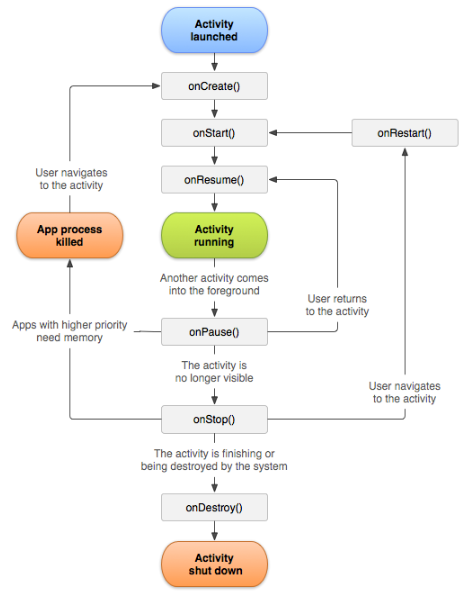 Activity
launched
onCreate()
onStart()
onRestart()
User navigates
to the activity
onResume()
App process
killed
Activity
running
Another activity comes
into the foreground
User returns
to the activity
Apps with higher priority
need memory
onPause()
The activity is
no longer visible
User navigates
to the activity
onStop()
The activity is finishing or
being destroyed by the system
onDestroy()
Activity
shut down